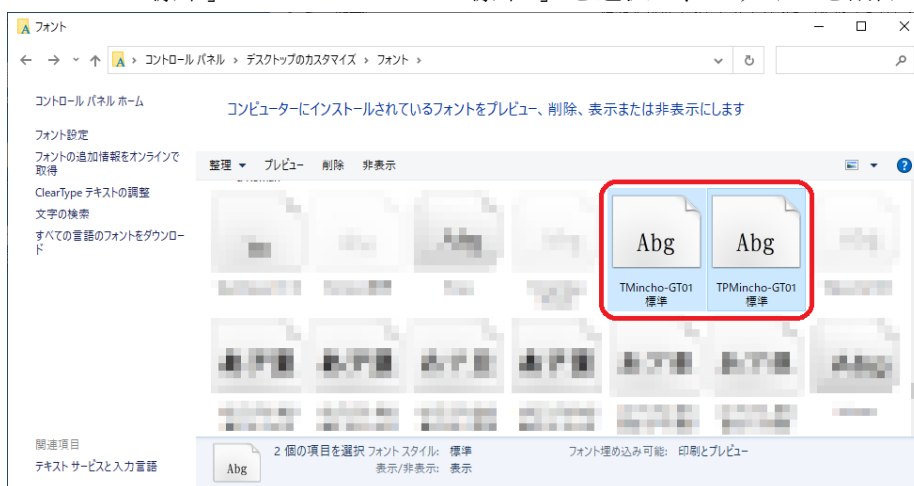 フォント
コントロール パネル › デスクトップのカスタマイズ › フォント ›
コントロール パネル ホーム
コンピューターにインストールされているフォントをプレビュー、削除、表示または非表示にします
フォント設定
フォントの追加情報をオンラインで
取得
ClearType テキストの調整
文字の検索
すべての言語のフォントをダウンロー
ド
整理 プレビュー 削除 非表示
Abg Abg
TMincho-GT01
標準
TPMincho-GT01
標準
関連項目
テキスト サービスと入力言語
Abg
2 個の項目を選択 フォント スタイル: 標準 フォント埋め込み可能: 印刷とプレビュー
表示/非表示: 表示